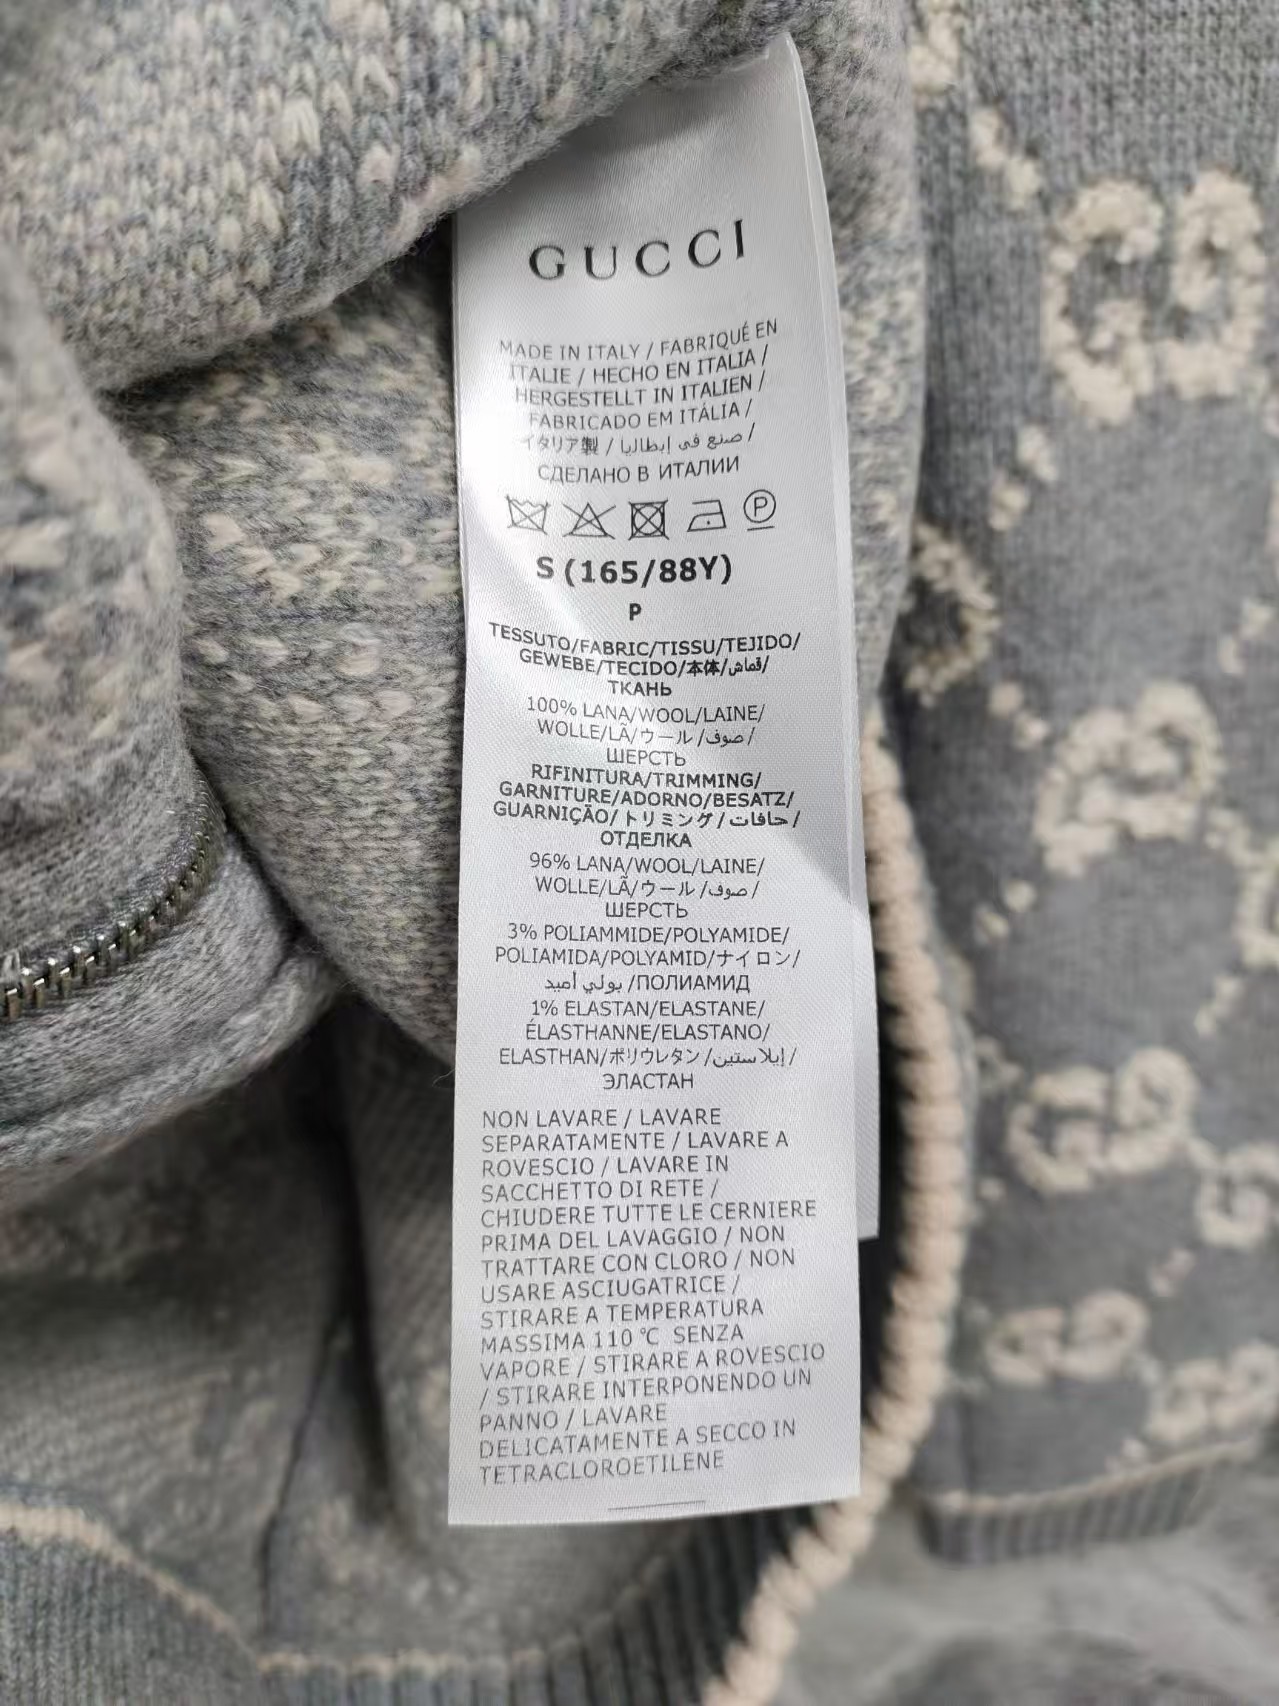 GUCCI
MADE IN ITALY / FABRIQUÉ EN
ITALIE / HECHO EN ITALIA /
HERGESTELLT IN ITALIEN /
FABRICADO EM ITÁLIA /
イタリア製 / صنع في إيطاليا /
СДЕЛАНО В ИТАЛИИ
P
S (165/88Y)
P
TESSUTO/FABRIC/TISSU/TEJIDO/
GEWEBE/TECIDO/本体/قماش/
ТКАНЬ
100% LANA/WOOL/LAINE/
WOLLE/LÃ/ウール /صوف/
ШЕРСТЬ
RIFINITURA/TRIMMING/
GARNITURE/ADORNO/BESATZ/
GUARNIÇÃO/トリミング/حافات/
ОТДЕЛКА
96% LANA/WOOL/LAINE/
WOLLE/LÃ/ウール /صوف/
ШЕРСТЬ
3% POLIAMMIDE/POLYAMIDE/
POLIAMIDA/POLYAMID/ナイロン/
بولي أميد /ПОЛИАМИД
1% ELASTAN/ELASTANE/
ÉLASTHANNE/ELASTANO/
ELASTHAN/ポリウレタン /إيلاستين/
ЭЛАСТАН
NON LAVARE / LAVARE
SEPARATAMENTE / LAVARE A
ROVESCIO / LAVARE IN
SACCHETTO DI RETE /
CHIUDERE TUTTE LE CERNIERE
PRIMA DEL LAVAGGIO / NON
TRATTARE CON CLORO / NON
USARE ASCIUGATRICE /
STIRARE A TEMPERATURA
MASSIMA 110 °C SENZA
VAPORE / STIRARE A ROVESCIO
/ STIRARE INTERPONENDO UN
PANNO / LAVARE
DELICATAMENTE A SECCO IN
TETRACLOROETILENE